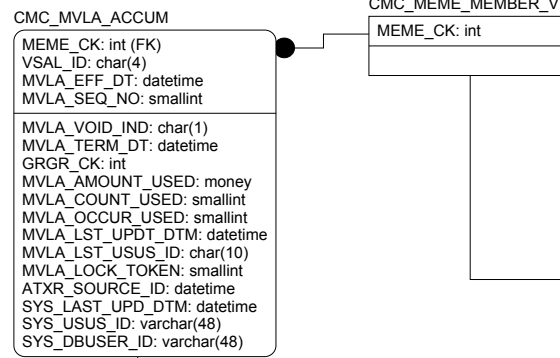 CMC_MVLA_ACCUM
MEME_CK: int (FK)
VSAL_ID: char(4)
MVLA_EFF_DT: datetime
MVLA_SEQ_NO: smallint
MVLA_VOID_IND: char(1)
MVLA_TERM_DT: datetime
GRGR_CK: int
MVLA_AMOUNT_USED: money
MVLA_COUNT_USED: smallint
MVLA_OCCUR_USED: smallint
MVLA_LST_UPDT_DTM: datetime
MVLA_LST_USUS_ID: char(10)
MVLA_LOCK_TOKEN: smallint
ATXR_SOURCE_ID: datetime
SYS_LAST_UPD_DTM: datetime
SYS_USUS_ID: varchar(48)
SYS_DBUSER_ID: varchar(48)
CMC_MEME_MEMBER_V
MEME_CK: int